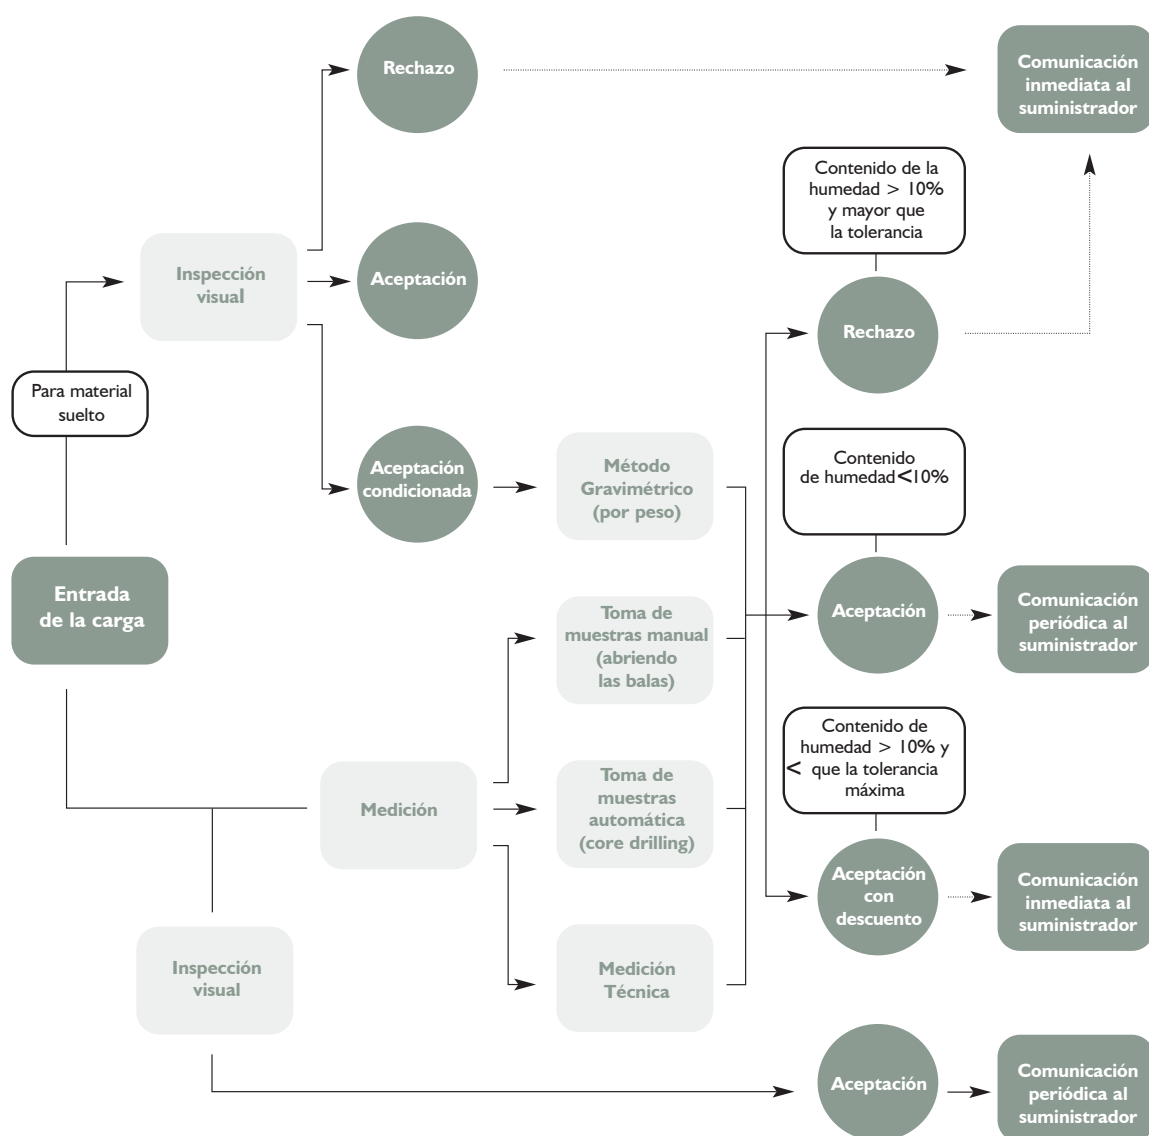 Rechazo
Comunicación
inmediata al
suministrador
Contenido de la
humedad > 10%
y mayor que
la tolerancia
Inspección
visual
Aceptación
Rechazo
Para material
suelto
Aceptación
condicionada
Método
Gravimétrico
(por peso)
Contenido
de humedad<10%
Entrada
de la carga
Toma de
muestras manual
(abriendo
las balas)
Aceptación
Comunicación
periódica al
suministrador
Contenido de
humedad > 10% y
< que la tolerancia
máxima
Medición
Toma de
muestras
automática
(core drilling)
Aceptación
con
descuento
Comunicación
inmediata al
suministrador
Inspección
visual
Medición
Técnica
Aceptación
Comunicación
periódica al
suministrador